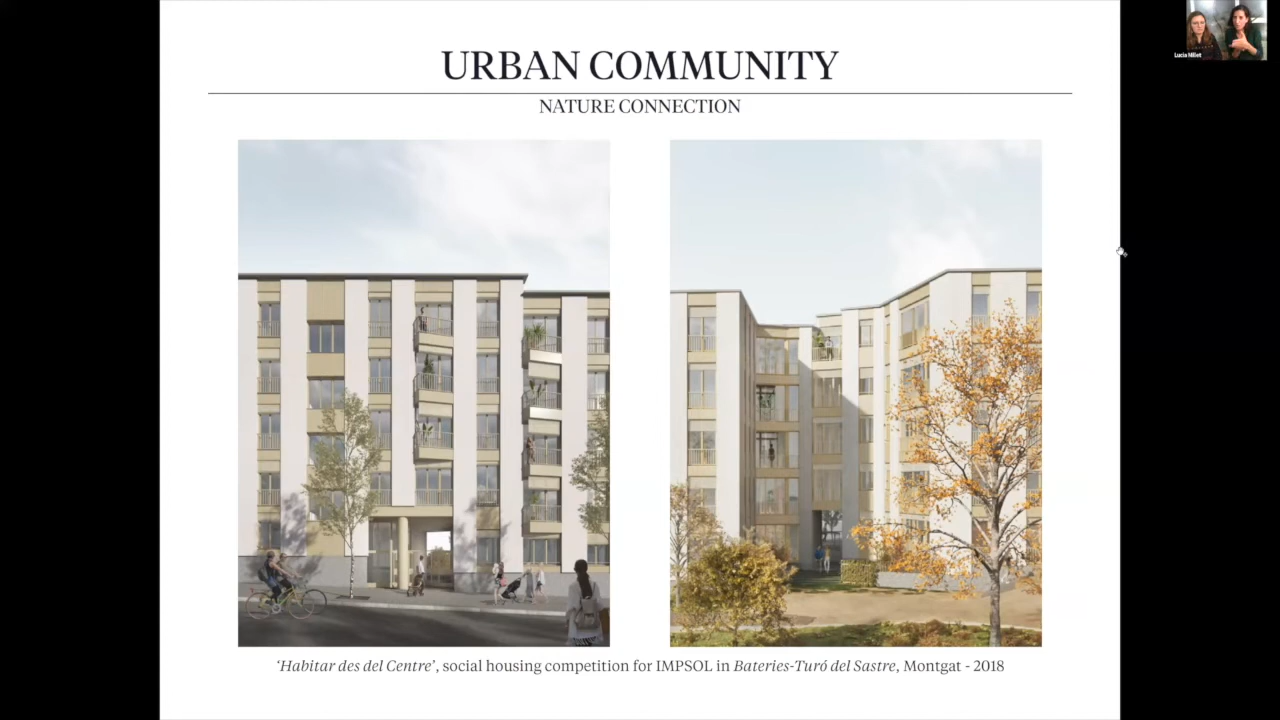 URBAN COMMUNITY
NATURE CONNECTION
‘Habitar des del Centre’, social housing competition for IMPSOL in Bateries-Turó del Sastre, Montgat - 2018
Lucia Millet